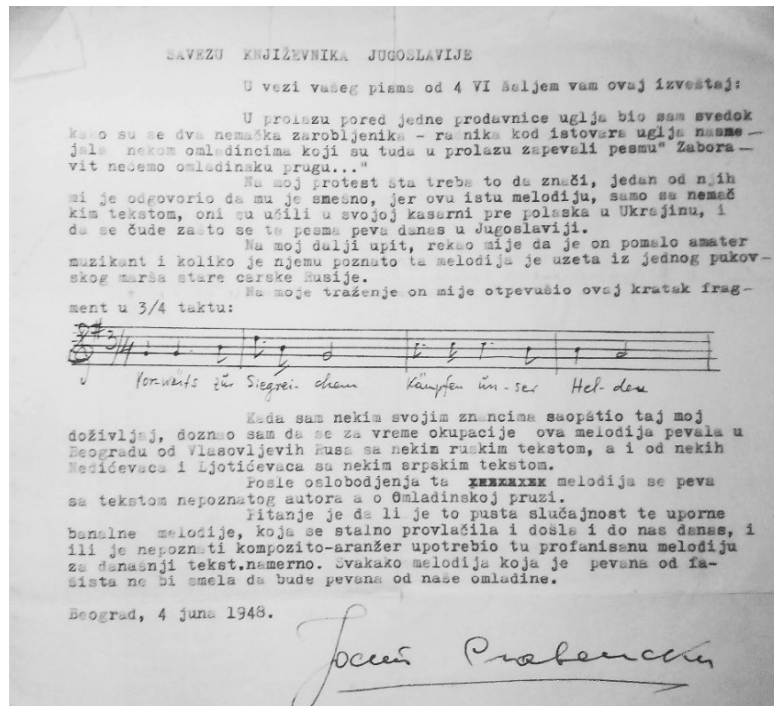 SAVEZU KNJIŽEVNIKA JUGOSLAVIJE
U vezi vašeg pisma od 4 VI šaljem vam ovaj izveštaj:
U prolazu pored jedne prodavnice uglja bio sam svedok
kako su se dva nemačka zarobljenika - radnika kod istovara uglja nasme-
jala nekom omladincima koji su tuda u prolazu zapevali pesmu" Zabora-
vit nećemo omladinsku prugu..."
Na moj protest šta treba to da znači, jedan od njih
mi je odgovorio da mu je smešno, jer ovu istu melodiju, samo sa nemač
kim tekstom, oni su učili u svojoj kasarni pre polaska u Ukrajinu, i
da se čude zašto se ta pesma peva danas u Jugoslaviji.
Na moj dalji upit, rekao mije da je on pomalo amater
muzikant i koliko je njemu poznato ta melodija je uzeta iz jednog pukov-
skog marša stare carske Rusije.
Na moje traženje on mije otpevušio ovaj kratak frag-
ment u 3/4 taktu:
3/4
Vorwärts zür Siegrei- chem Kämpfen ün-ser Hel-den
Kada sam nekim svojim znancima saopštio taj moj
doživljaj, doznao sam da se za vreme okupacije ova melodija pevala u
Beogradu od Vlasovljevih Rusa sa nekim ruskim tekstom, a i od nekih
Nedićevaca i Ljotićevaca sa nekim srpskim tekstom.
Posle oslobodjenja ta melodija se peva
sa tekstom nepoznatog autora a o Omladinskoj pruzi.
Pitanje je da li je to pusta slučajnost te uporne
banalne melodije, koja se stalno provlačila i došla i do nas danas, i
ili je nepoznati kompozito-aranžer upotrebio tu profanisanu melodiju
za današnji tekst.namerno. Svakako melodija koja je pevana od fa-
šista ne bi smela da bude pevana od naše omladine.
Beograd, 4 juna 1948.